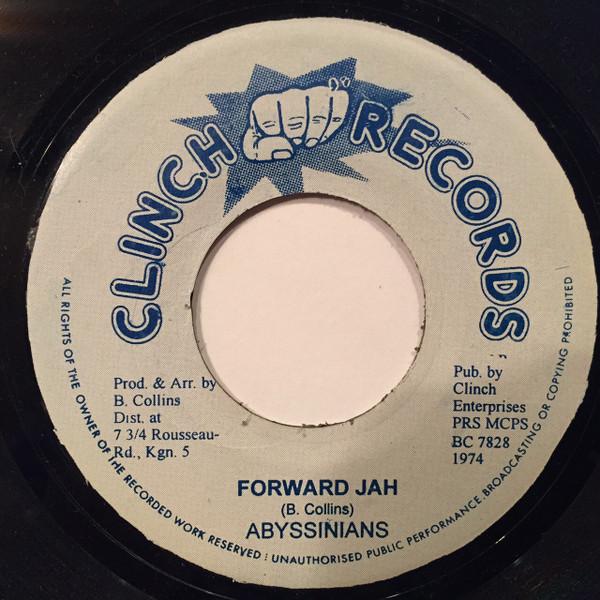 CLINCH RECORDS
Prod. & Arr. by
B. Collins
Dist. at
7 3/4 Rousseau-
Rd., Kgn. 5
Pub. by
Clinch
Enterprises
PRS MCPS
BC 7828
1974
FORWARD JAH
(B. Collins)
ABYSSINIANS
ALL RIGHTS OF THE OWNER OF THE RECORDED WORK RESERVED : UNAUTHORISED PUBLIC PERFORMANCE. BROADCASTING OR COPYING PROHIBITED